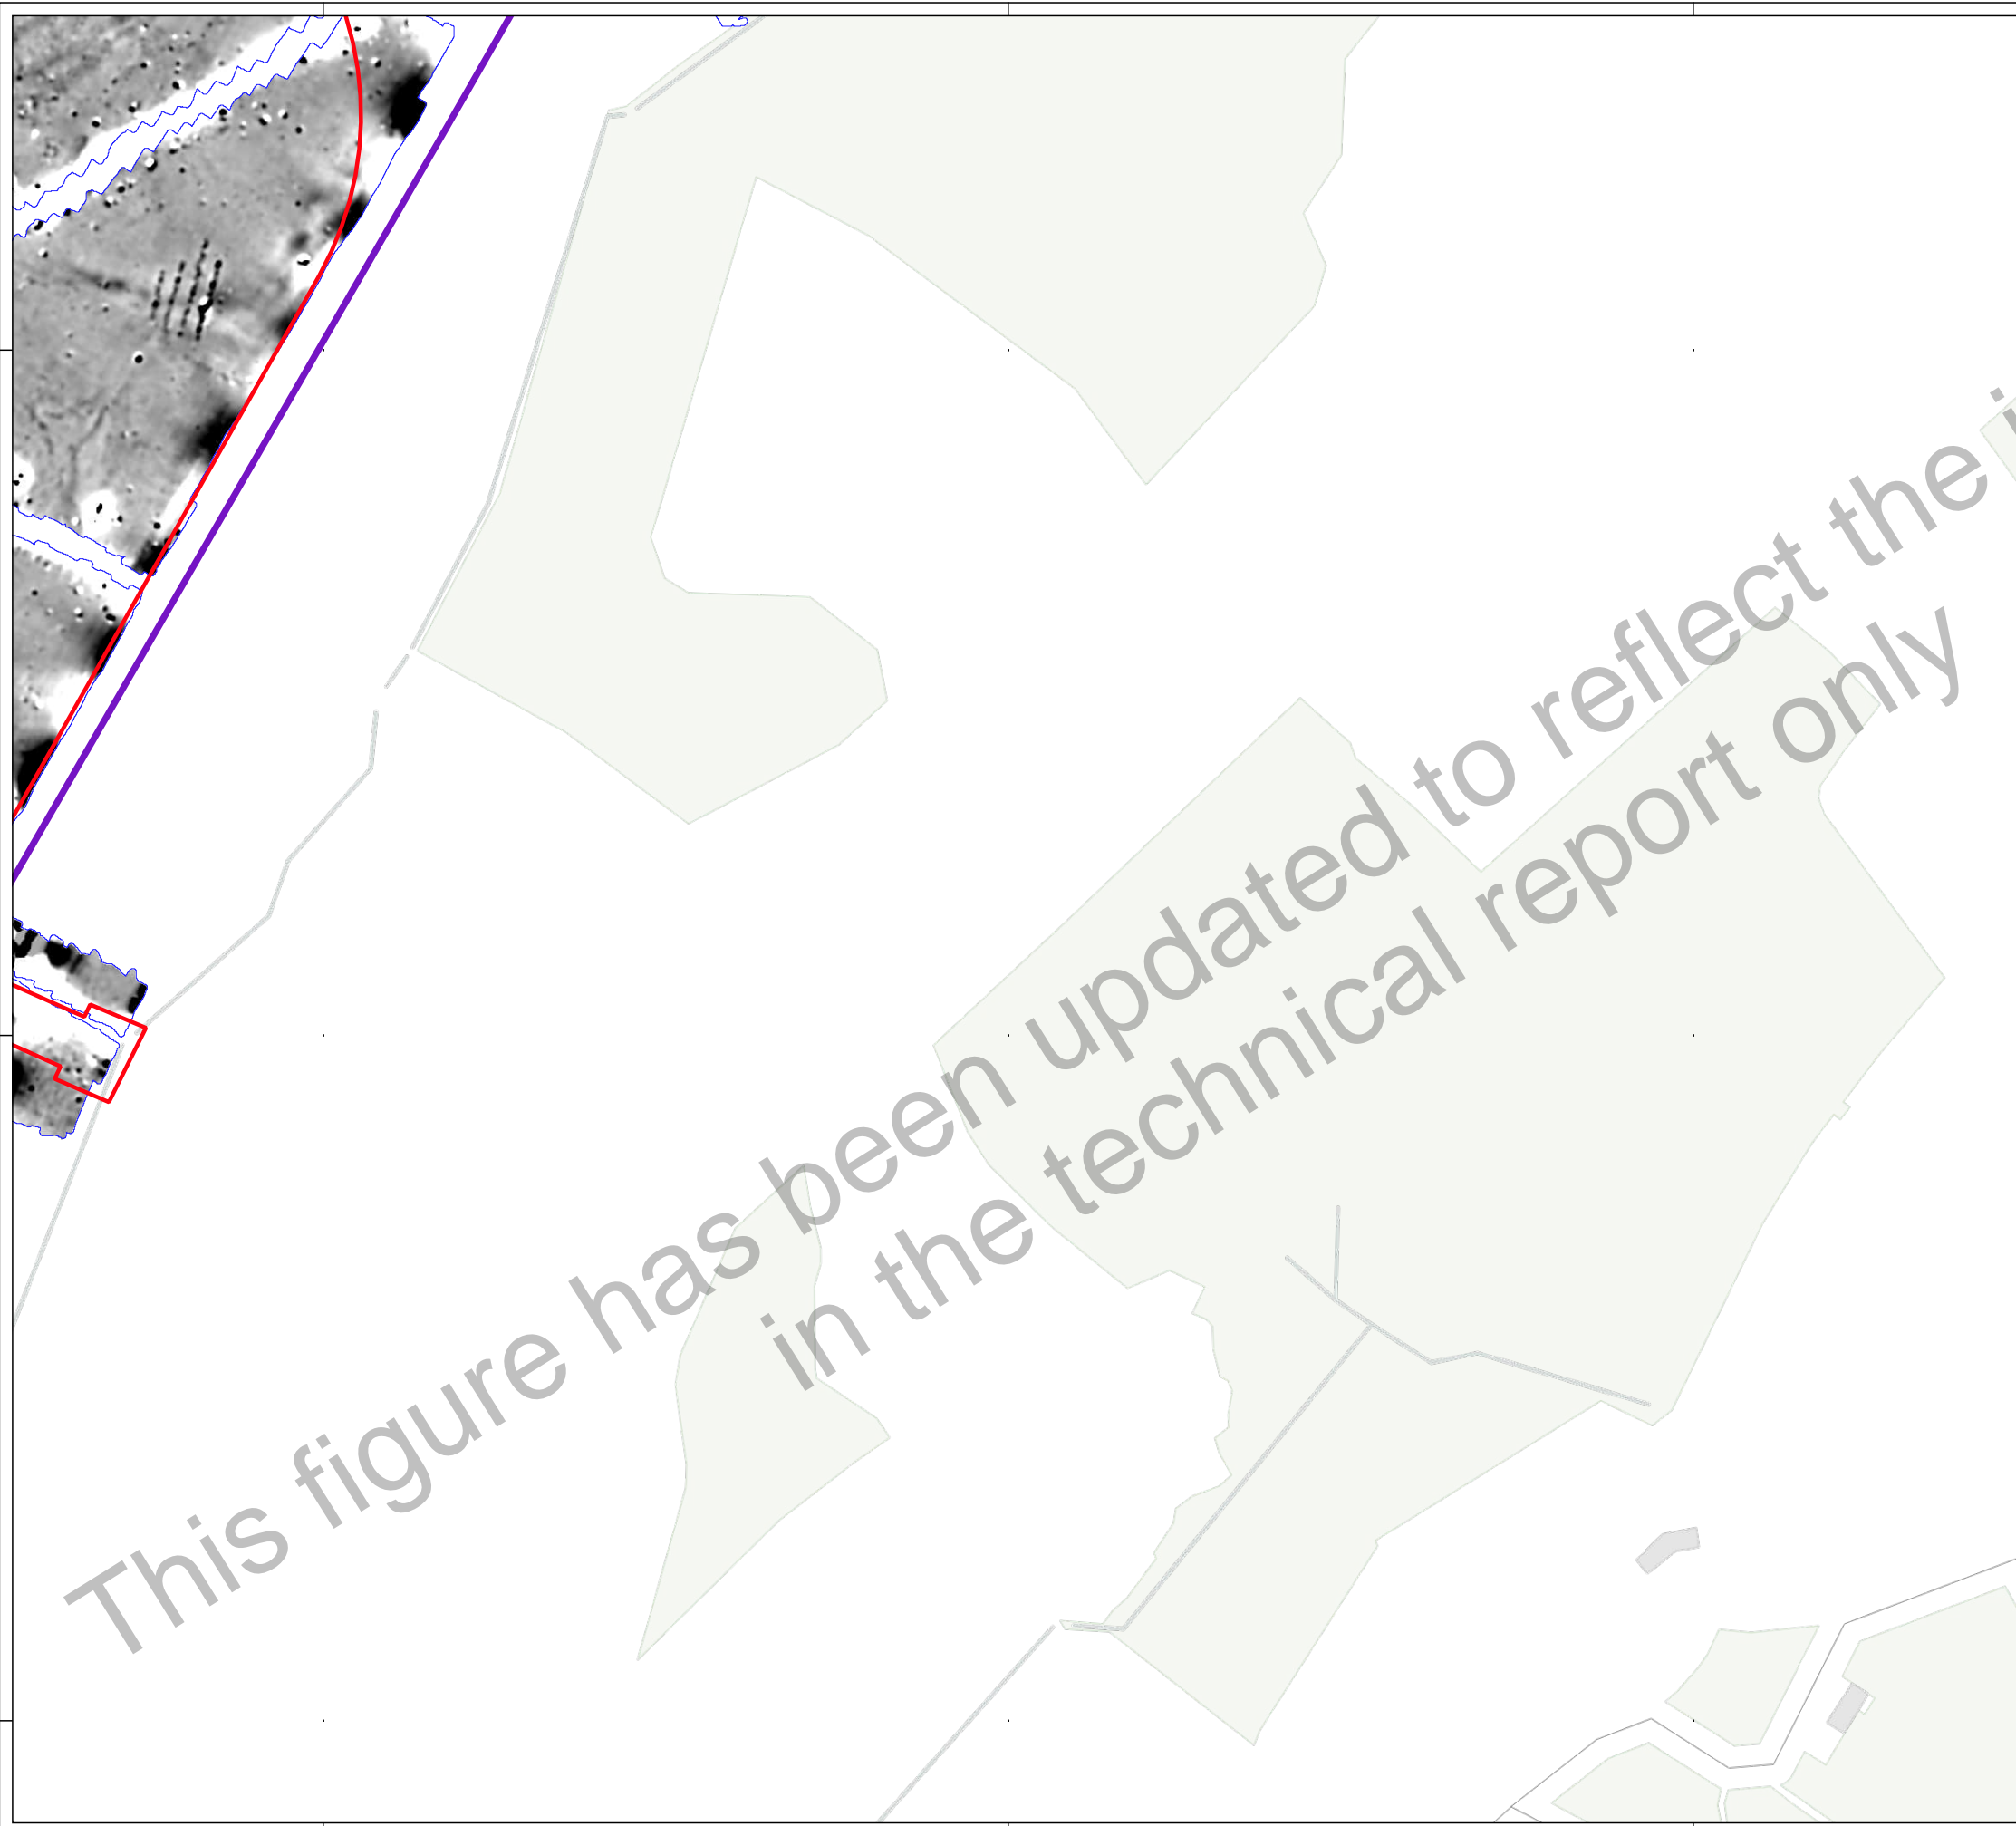 This figure has been updated to reflect the
in the technical report only